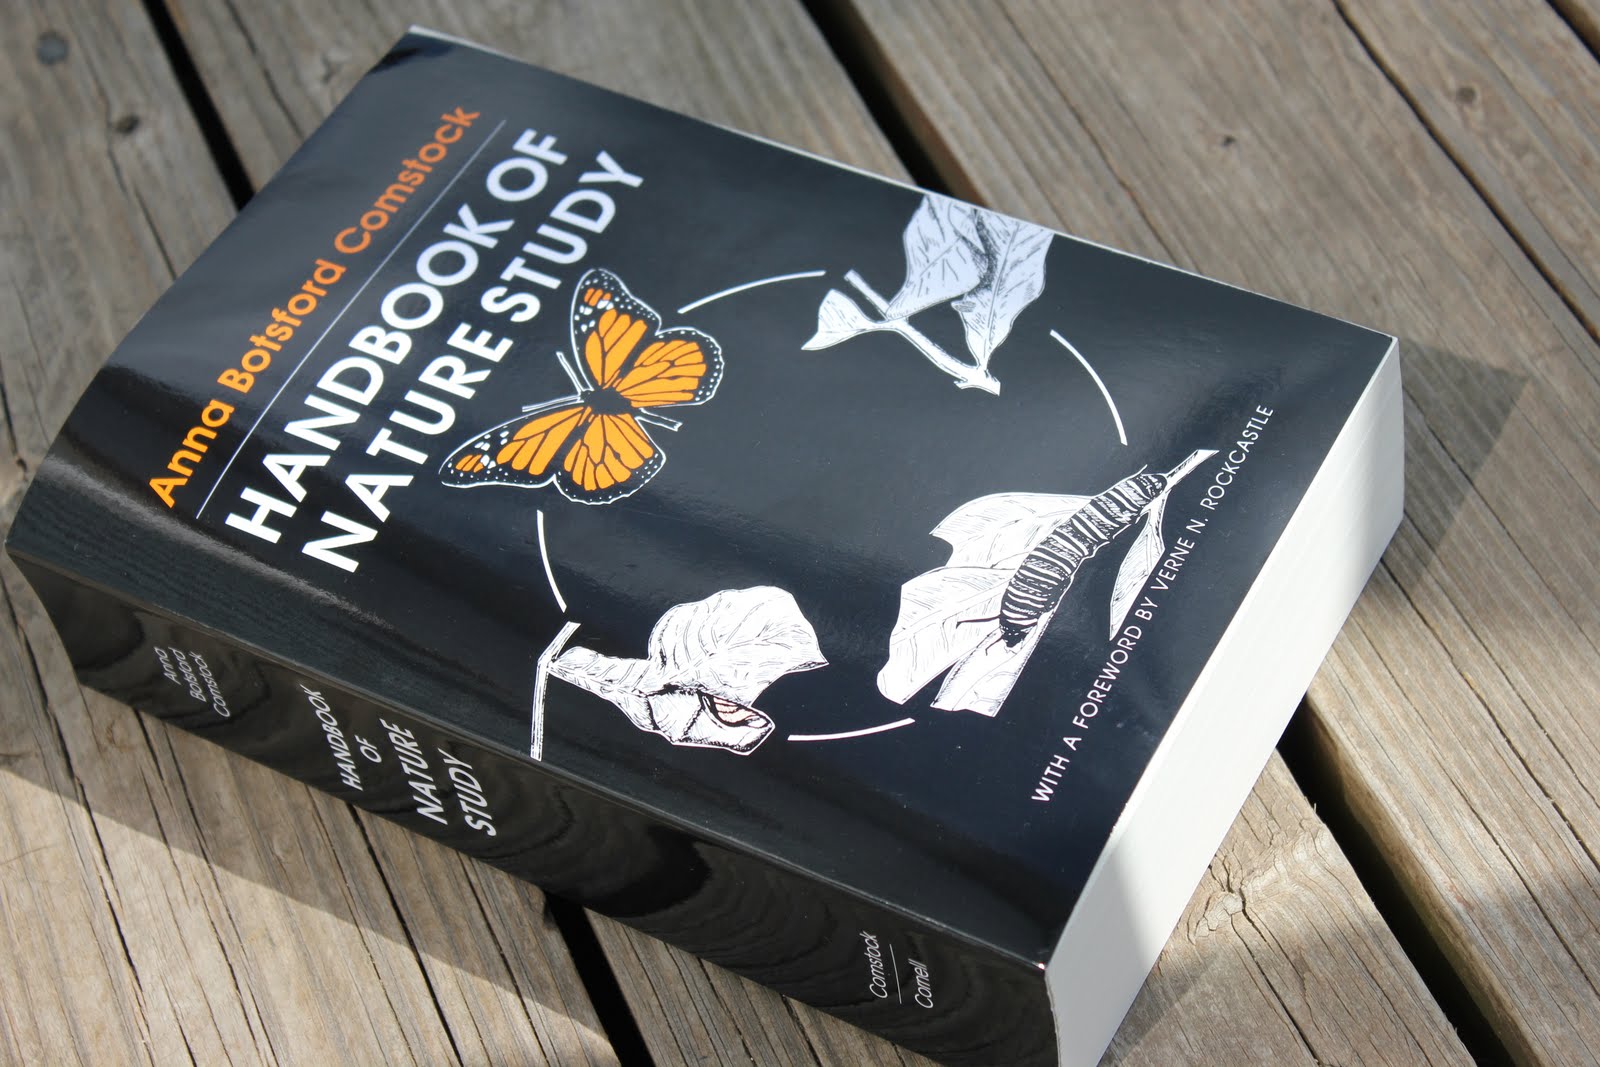 Anna Botsford Comstock
HANDBOOK OF
NATURE STUDY
WITH A FOREWORD BY VERNE N. ROCKCASTLE
Anna
Botsford
Comstock
HANDBOOK
OF
NATURE
STUDY
Comstock
Cornell